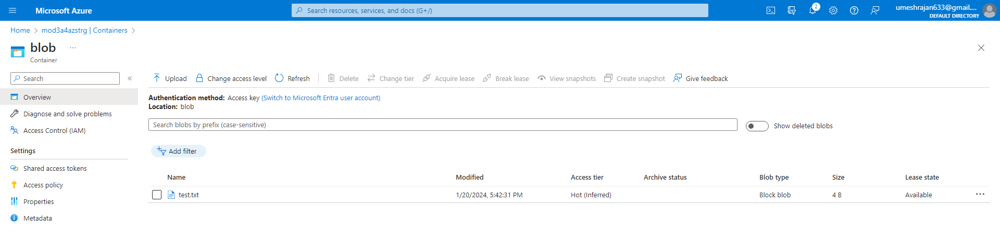 Microsoft Azure
Search resources, services, and docs (G+/)
2
umeshrajan633@gmail....
DEFAULT DIRECTORY
Home > mod3a4azstrg | Containers >
blob ...
Container
Search «
Upload Change access level Refresh Delete Change tier Acquire lease Break lease View snapshots Create snapshot Give feedback
Overview
Diagnose and solve problems
Access Control (IAM)
Settings
Shared access tokens
Access policy
Properties
Metadata
Authentication method: Access key (Switch to Microsoft Entra user account)
Location: blob
Search blobs by prefix (case-sensitive)
Show deleted blobs
Add filter
Name Modified Access tier Archive status Blob type Size Lease state
test.txt 1/20/2024, 5:42:31 PM Hot (Inferred) Block blob 4 B Available ...